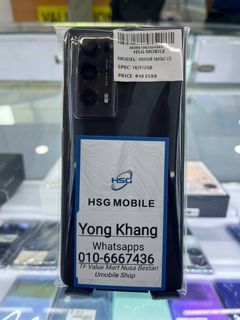 HSG MOBILE
MODEL: HONOR MAGIC V2
SPEC: 16/512GB
PRICE: RM3599
HSG
HSG MOBILE
Yong Khang
Whatsapps
010-6667436
TF Value Mart Nusa Bestari
Umobile Shop